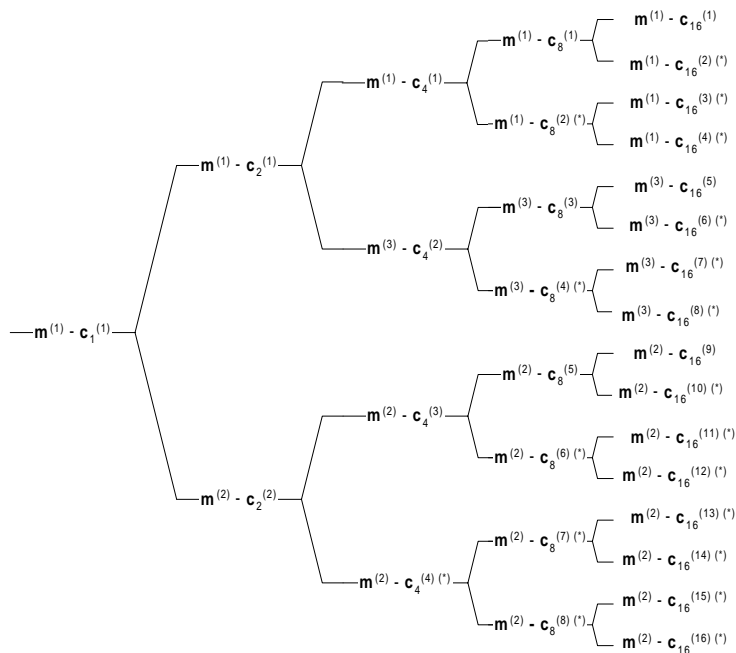 m(1) - c16(1)
m(1) - c8(1)
m(1) - c16(2) (*)
m(1) - c4(1)
m(1) - c16(3) (*)
m(1) - c8(2) (*)
m(1) - c16(4) (*)
m(1) - c2(1)
m(3) - c16(5)
m(3) - c8(3)
m(3) - c16(6) (*)
m(3) - c4(2)
m(3) - c16(7) (*)
m(3) - c8(4) (*)
m(3) - c16(8) (*)
m(1) - c1(1)
m(2) - c16(9)
m(2) - c8(5)
m(2) - c16(10) (*)
m(2) - c4(3)
m(2) - c16(11) (*)
m(2) - c8(6) (*)
m(2) - c16(12) (*)
m(2) - c2(2)
m(2) - c16(13) (*)
m(2) - c8(7) (*)
m(2) - c16(14) (*)
m(2) - c4(4) (*)
m(2) - c16(15) (*)
m(2) - c8(8) (*)
m(2) - c16(16) (*)